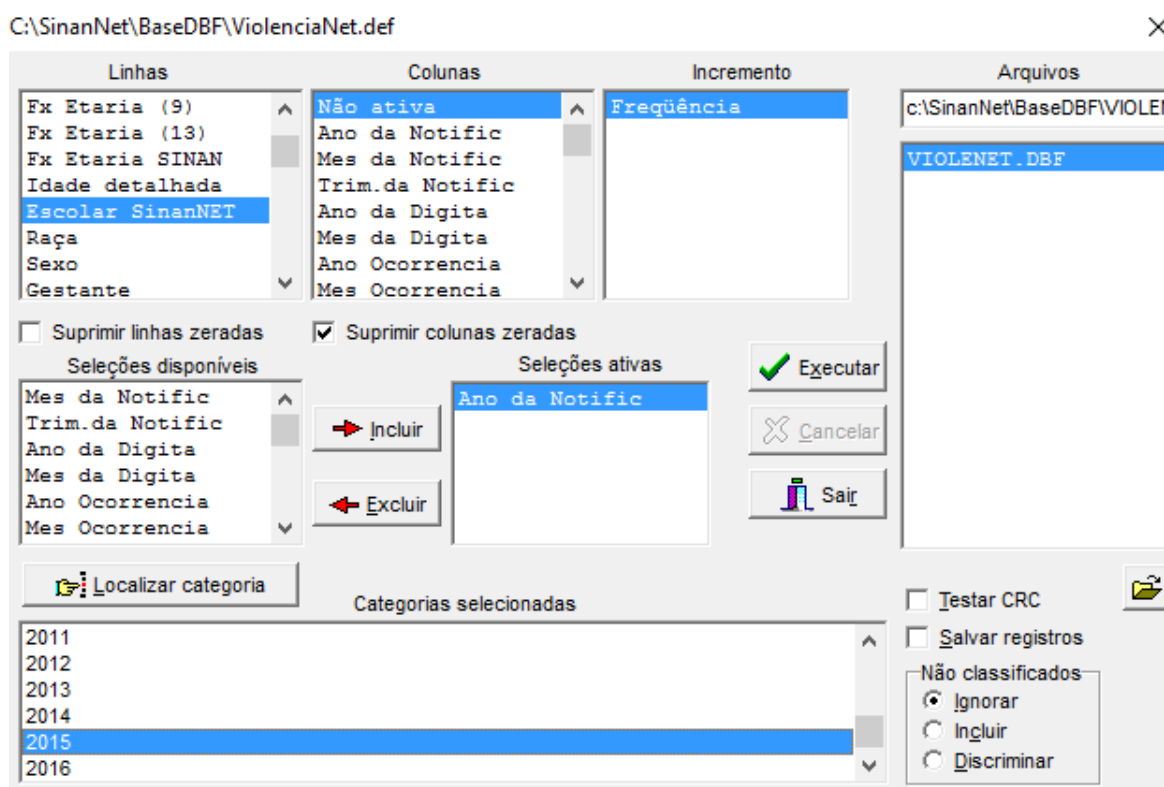 C:\SinanNet\BaseDBF\ViolenciaNet.def
Linhas
Colunas
Incremento
Arquivos
Fx Etaria (9)
Fx Etaria (13)
Fx Etaria SINAN
Idade detalhada
Escolar SinanNET
Raça
Sexo
Gestante
Não ativa
Ano da Notific
Mes da Notific
Trim.da Notific
Ano da Digita
Mes da Digita
Ano Ocorrencia
Mes Ocorrencia
Freqüência
c:\SinanNet\BaseDBF\VIOLEN
VIOLENET.DBF
Suprimir linhas zeradas
Suprimir colunas zeradas
Seleções disponíveis
Mes da Notific
Trim.da Notific
Ano da Digita
Mes da Digita
Ano Ocorrencia
Mes Ocorrencia
Incluir
Excluir
Seleções ativas
Ano da Notific
Executar
Cancelar
Sair
Localizar categoria
Categorias selecionadas
2011
2012
2013
2014
2015
2016
Testar CRC
Salvar registros
Não classificados
Ignorar
Incluir
Discriminar